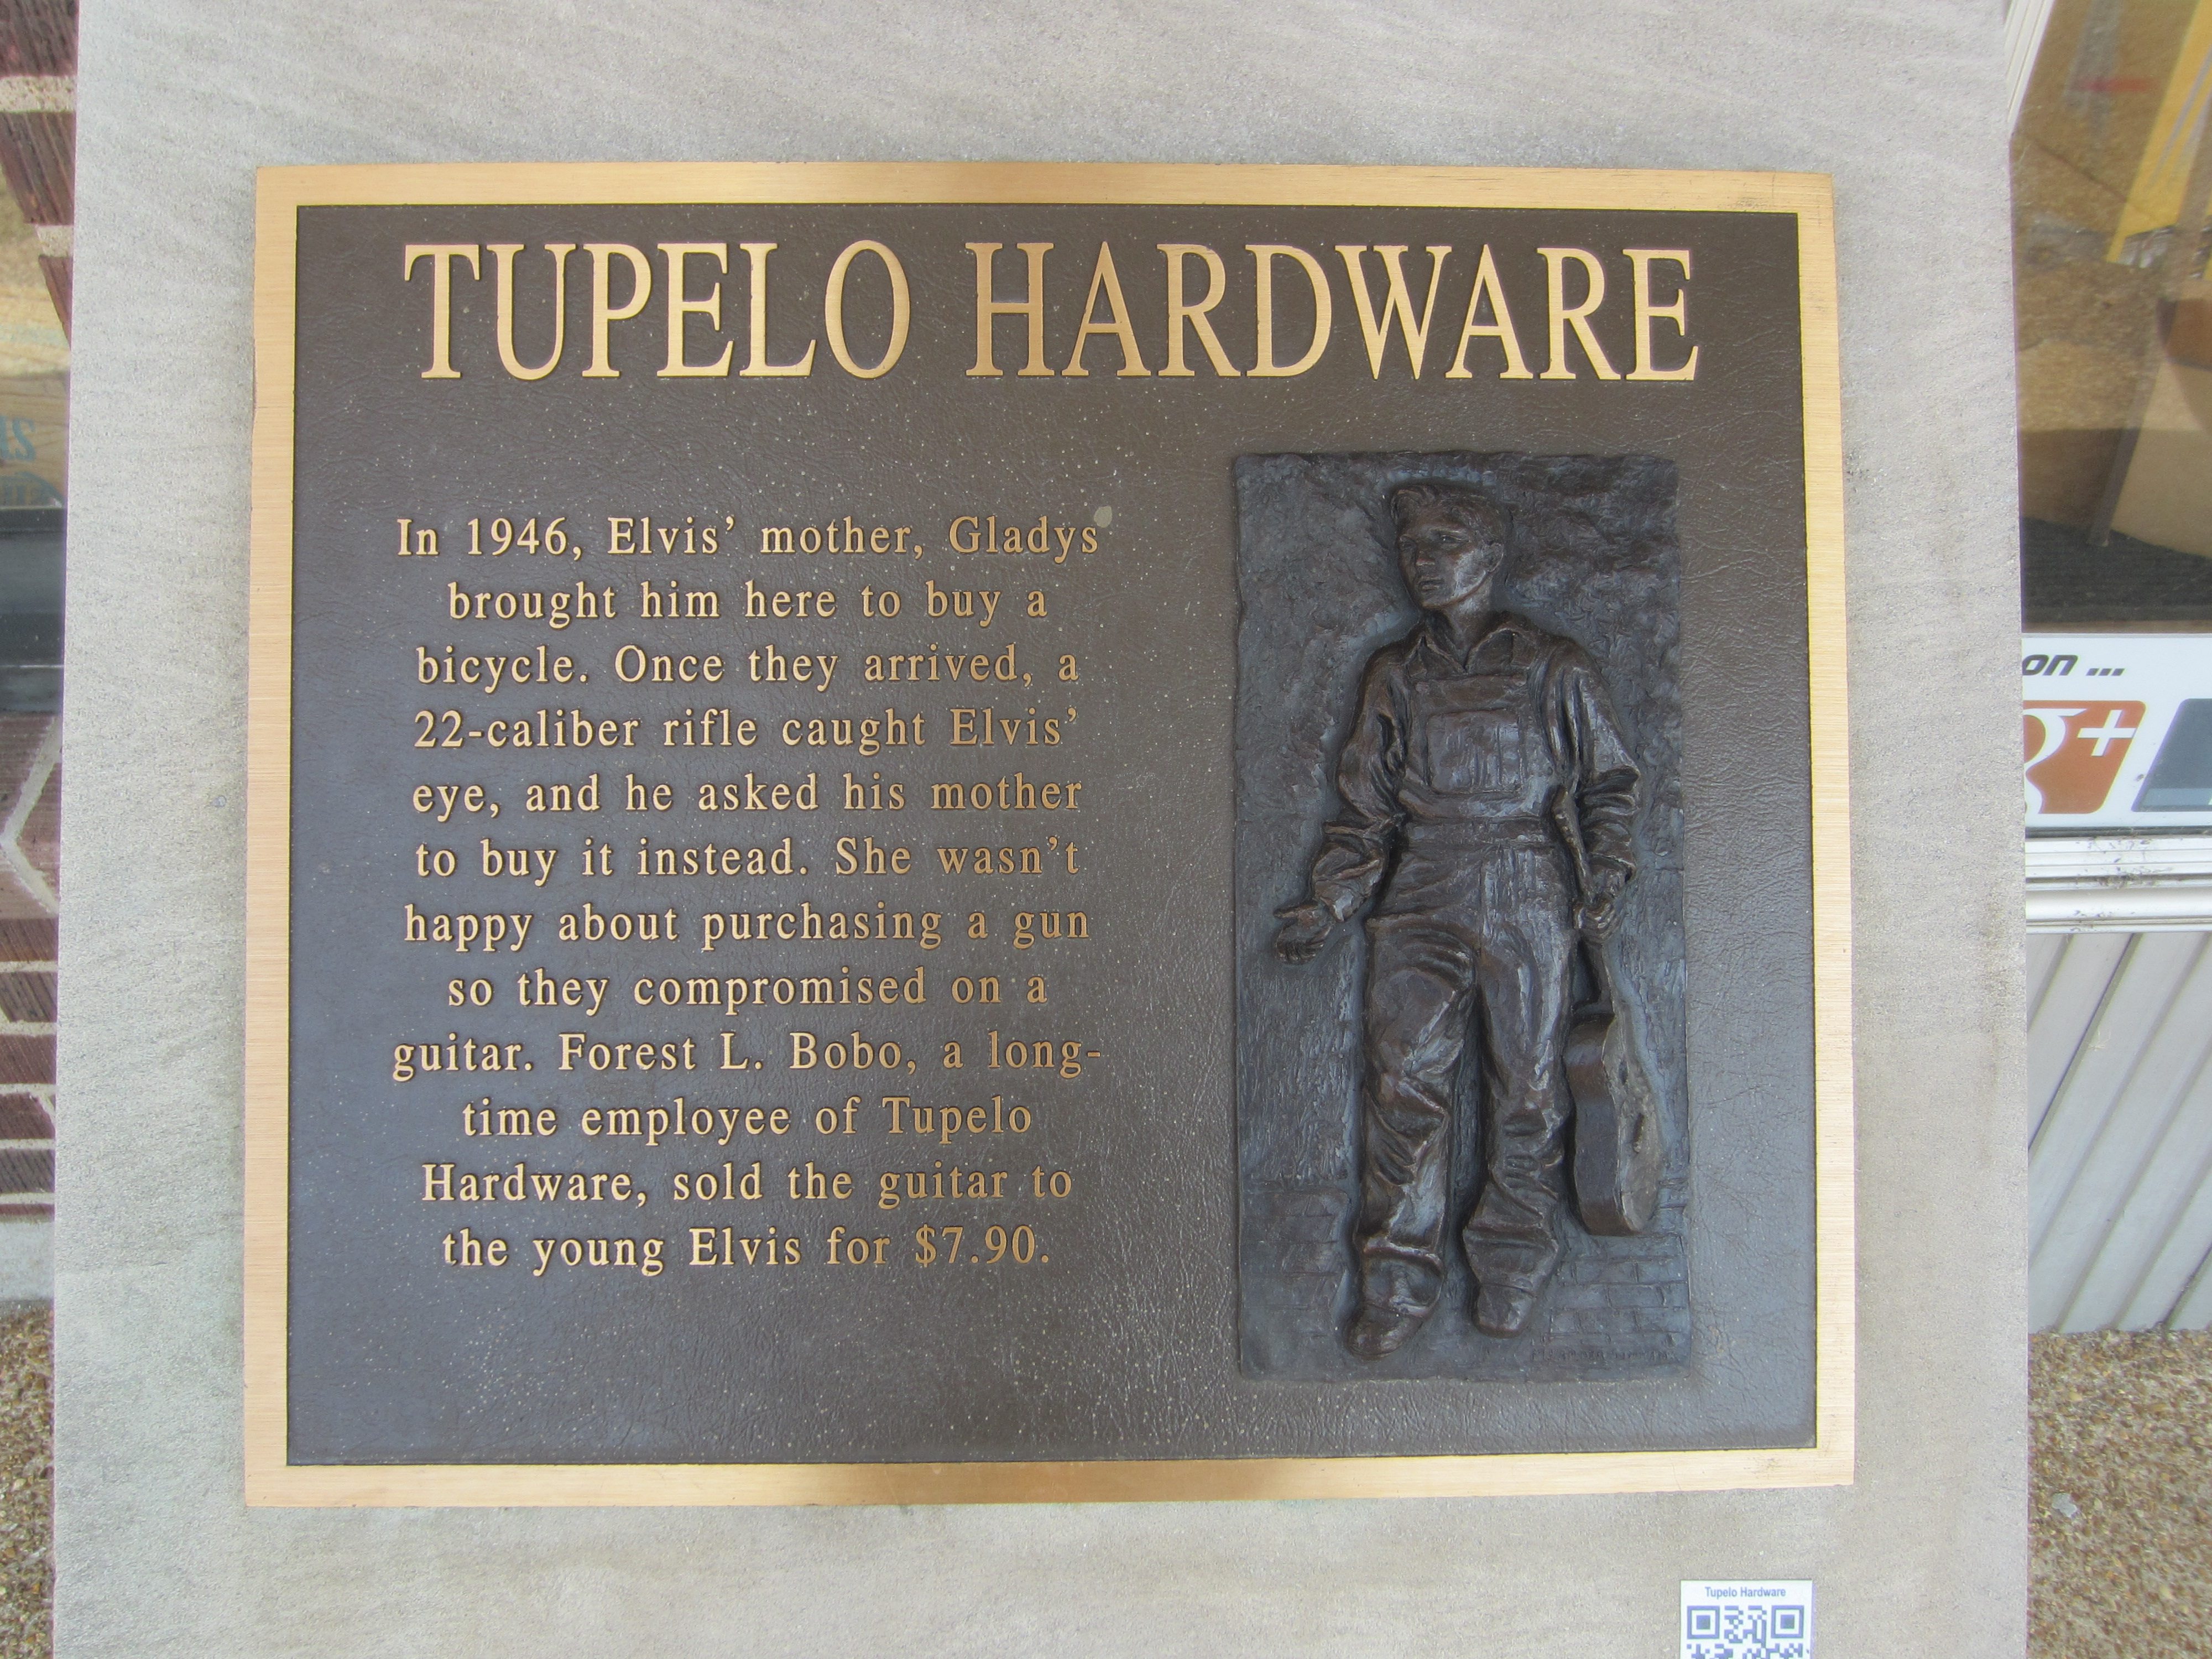 TUPELO HARDWARE
In 1946, Elvis' mother, Gladys
brought him here to buy a
bicycle. Once they arrived, a
22-caliber rifle caught Elvis'
eye, and he asked his mother
to buy it instead. She wasn't
happy about purchasing a gun
so they compromised on a
guitar. Forest L. Bobo, a long-
time employee of Tupelo
Hardware, sold the guitar to
the young Elvis for $7.90.
on ...
Tupelo Hardware